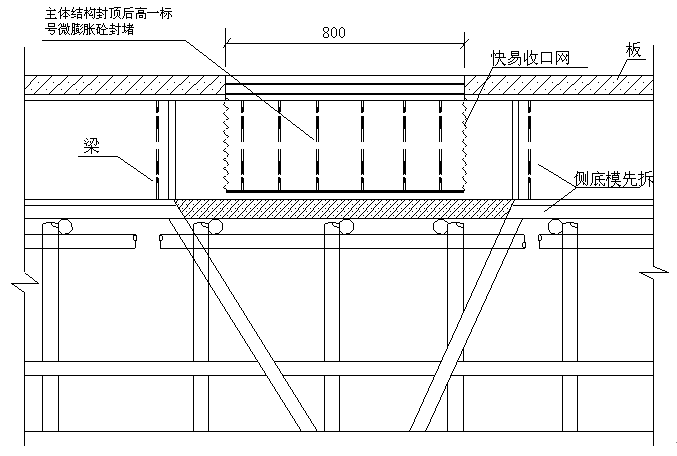 主体结构封顶后高一标
号微膨胀砼封堵
800
快易收口网
板
梁
侧底模先拆